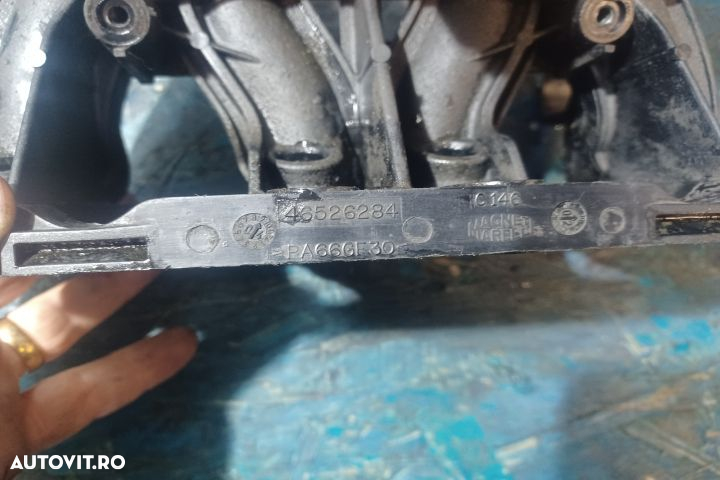 46526284
PA66GF30
C146
MAGNETI
MARELLI
AUTOVIT.RO